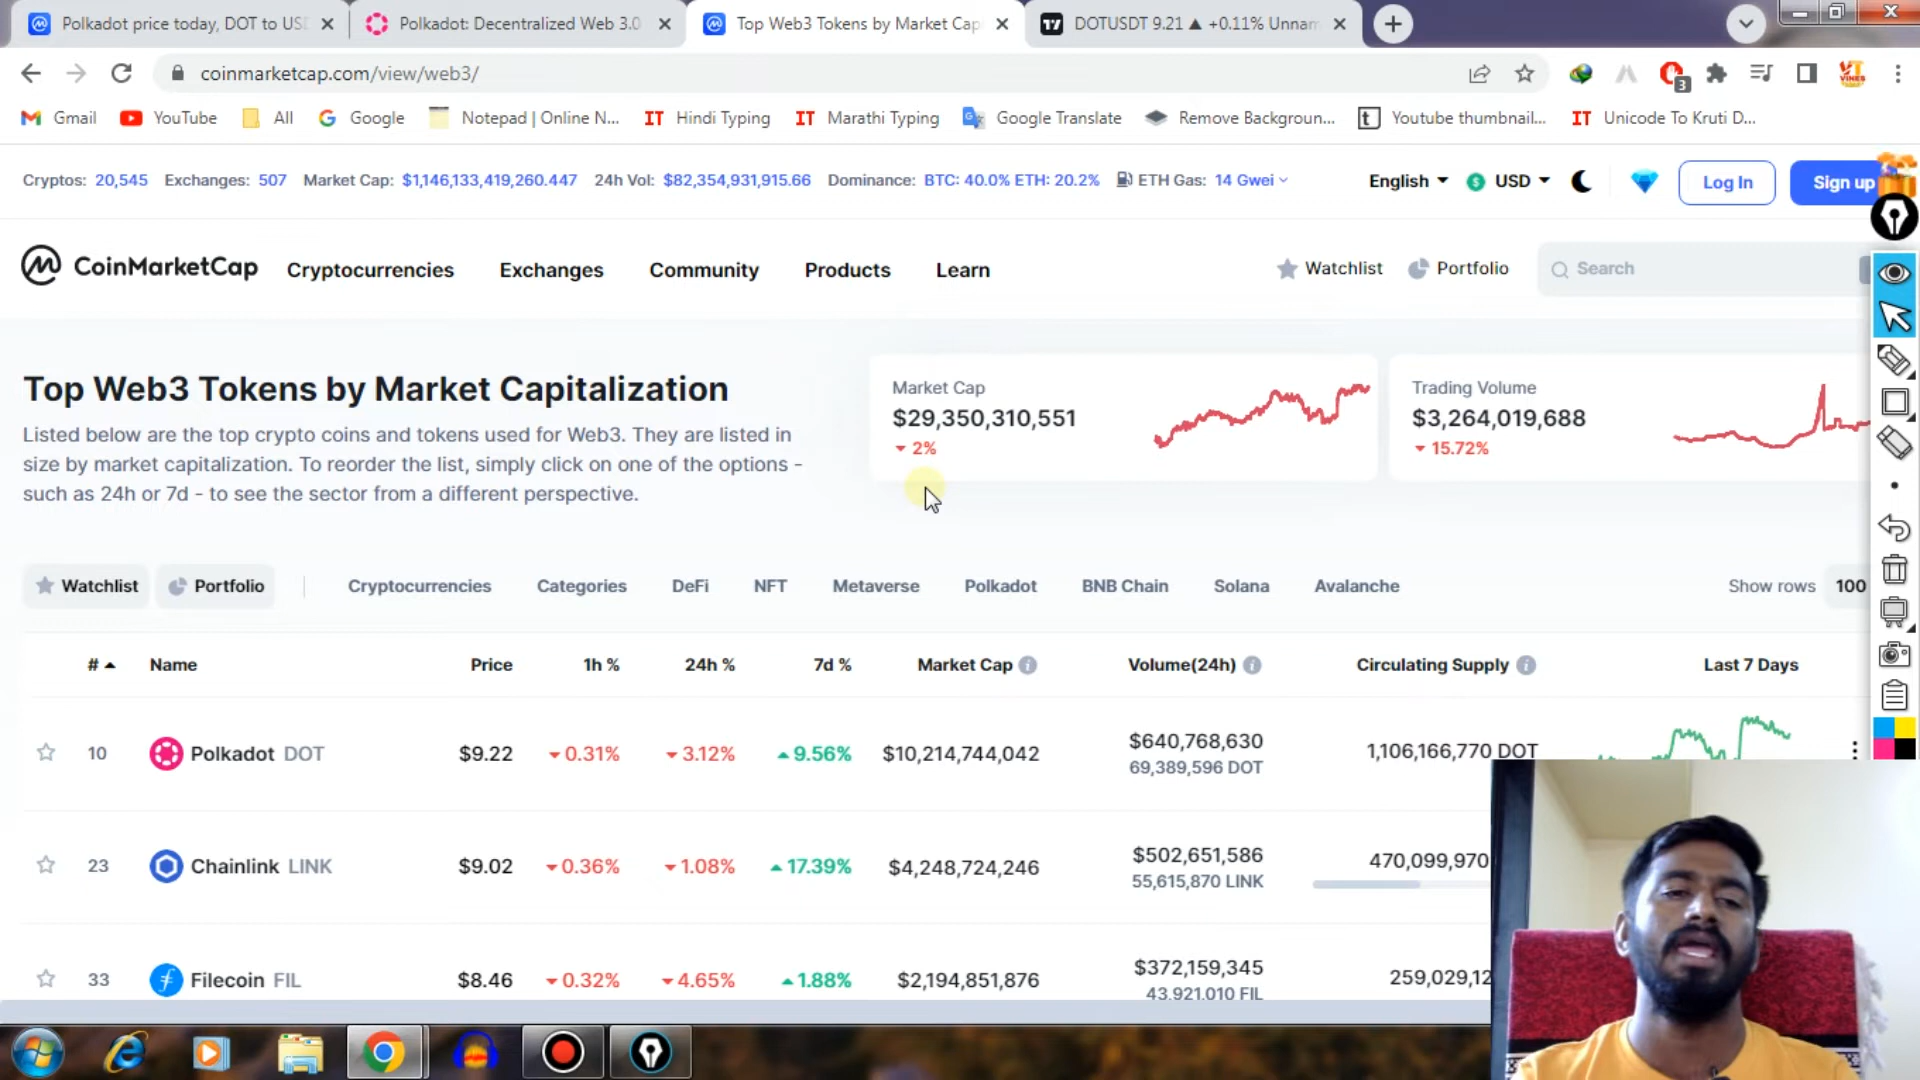 Polkadot price today, DOT to US
Polkadot: Decentralized Web 3.0
Top Web3 Tokens by Market Cap
DOTUSDT 9.21 ▲ +0.11% Unnam
coinmarketcap.com/view/web3/
3
Gmail
YouTube
All
Google
Notepad | Online N...
IT Hindi Typing
IT Marathi Typing
Google Translate
Remove Backgroun...
t Youtube thumbnail...
IT Unicode To Kruti D...
Cryptos: 20,545 Exchanges: 507 Market Cap: $1,146,133,419,260.447 24h Vol: $82,354,931,915.66 Dominance: BTC: 40.0% ETH: 20.2% ETH Gas: 14 Gwei
English USD Log In Sign up
CoinMarketCap Cryptocurrencies Exchanges Community Products Learn
Watchlist Portfolio Search
Top Web3 Tokens by Market Capitalization
Listed below are the top crypto coins and tokens used for Web3. They are listed in
size by market capitalization. To reorder the list, simply click on one of the options -
such as 24h or 7d - to see the sector from a different perspective.
Market Cap
$29,350,310,551
2%
Trading Volume
$3,264,019,688
15.72%
Watchlist Portfolio Cryptocurrencies Categories DeFi NFT Metaverse Polkadot BNB Chain Solana Avalanche Show rows 100
# Name Price 1h % 24h % 7d % Market Cap Volume(24h) Circulating Supply Last 7 Days
10 Polkadot DOT $9.22 0.31% 3.12% 9.56% $10,214,744,042 $640,768,630 1,106,166,770 DOT
69,389,596 DOT
23 Chainlink LINK $9.02 0.36% 1.08% 17.39% $4,248,724,246 $502,651,586 470,099,970
55,615,870 LINK
33 Filecoin FIL $8.46 0.32% 4.65% 1.88% $2,194,851,876 $372,159,345 259,029,12
43,921,010 FIL